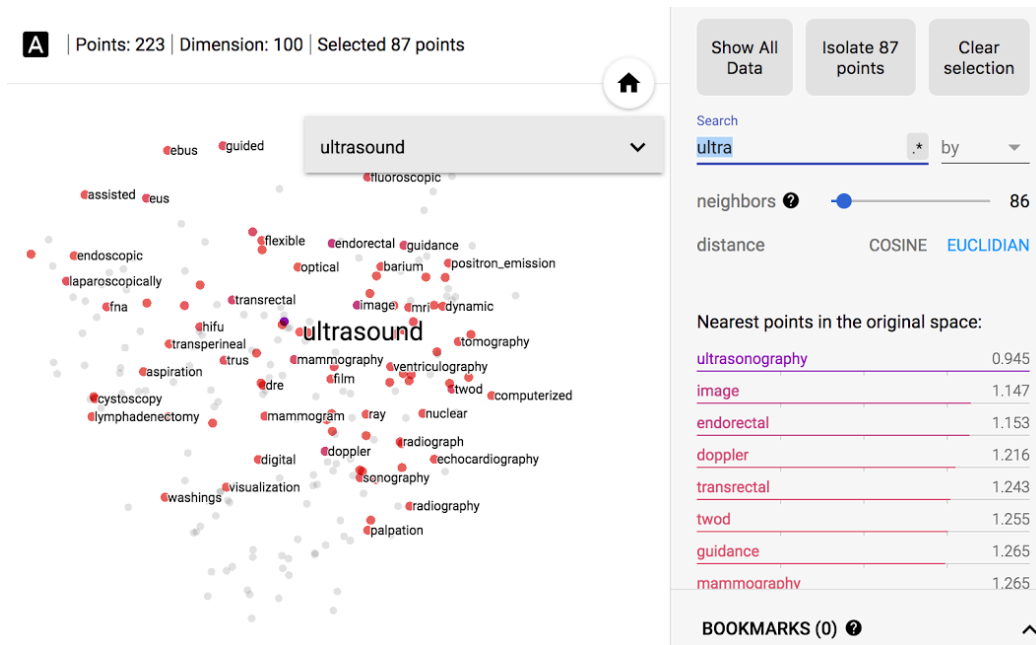 A
Points: 223 | Dimension: 100 | Selected 87 points
Show All Data
Isolate 87 points
Clear selection
Search
ultra
.*
by
neighbors ?
86
distance
COSINE
EUCLIDIAN
Nearest points in the original space:
ultrasonography 0.945
image 1.147
endorectal 1.153
doppler 1.216
transrectal 1.243
twod 1.255
guidance 1.265
mammography 1.265
BOOKMARKS (0) ?
ultrasound
ebus
guided
fluoroscopic
assisted
eus
flexible
endorectal
guidance
endoscopic
optical
barium
positron_emission
laparoscopically
transrectal
fna
image
mri
dynamic
hifu
ultrasound
transperineal
tomography
trus
mammography
ventriculography
aspiration
film
dre
twod
cystoscopy
computerized
lymphadenectomy
mammogram
ray
nuclear
radiograph
doppler
digital
echocardiography
sonography
visualization
washings
radiography
palpation